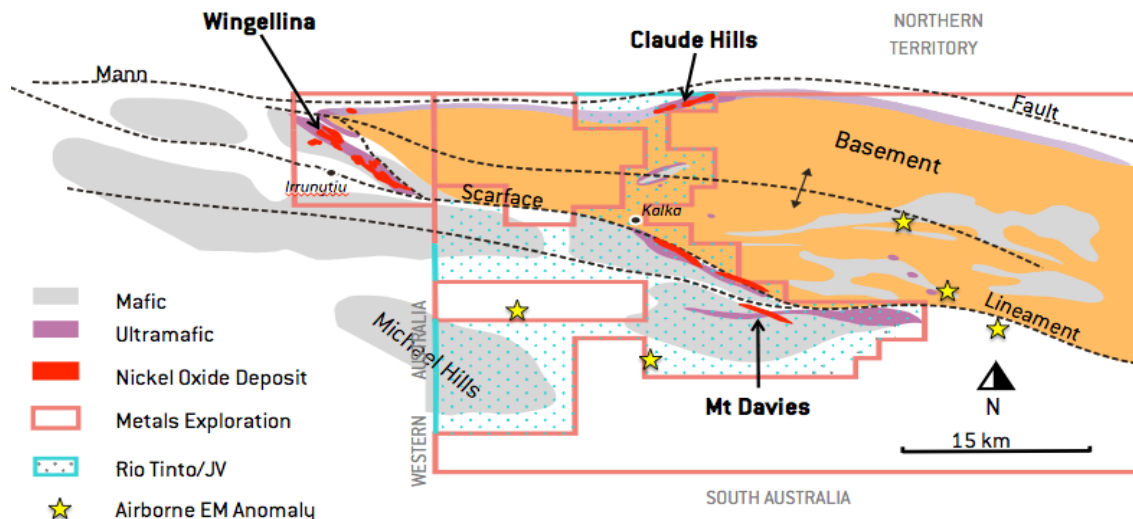 Wingellina
NORTHERN
TERRITORY
Claude Hills
Mann
Fault
Basement
Irrunytju
Scarface
Kalka
Mafic
Ultramafic
Nickel Oxide Deposit
Metals Exploration
Rio Tinto/JV
Airborne EM Anomaly
Michael Hills
WESTERN AUSTRALIA
Lineament
Mt Davies
N
15 km
SOUTH AUSTRALIA